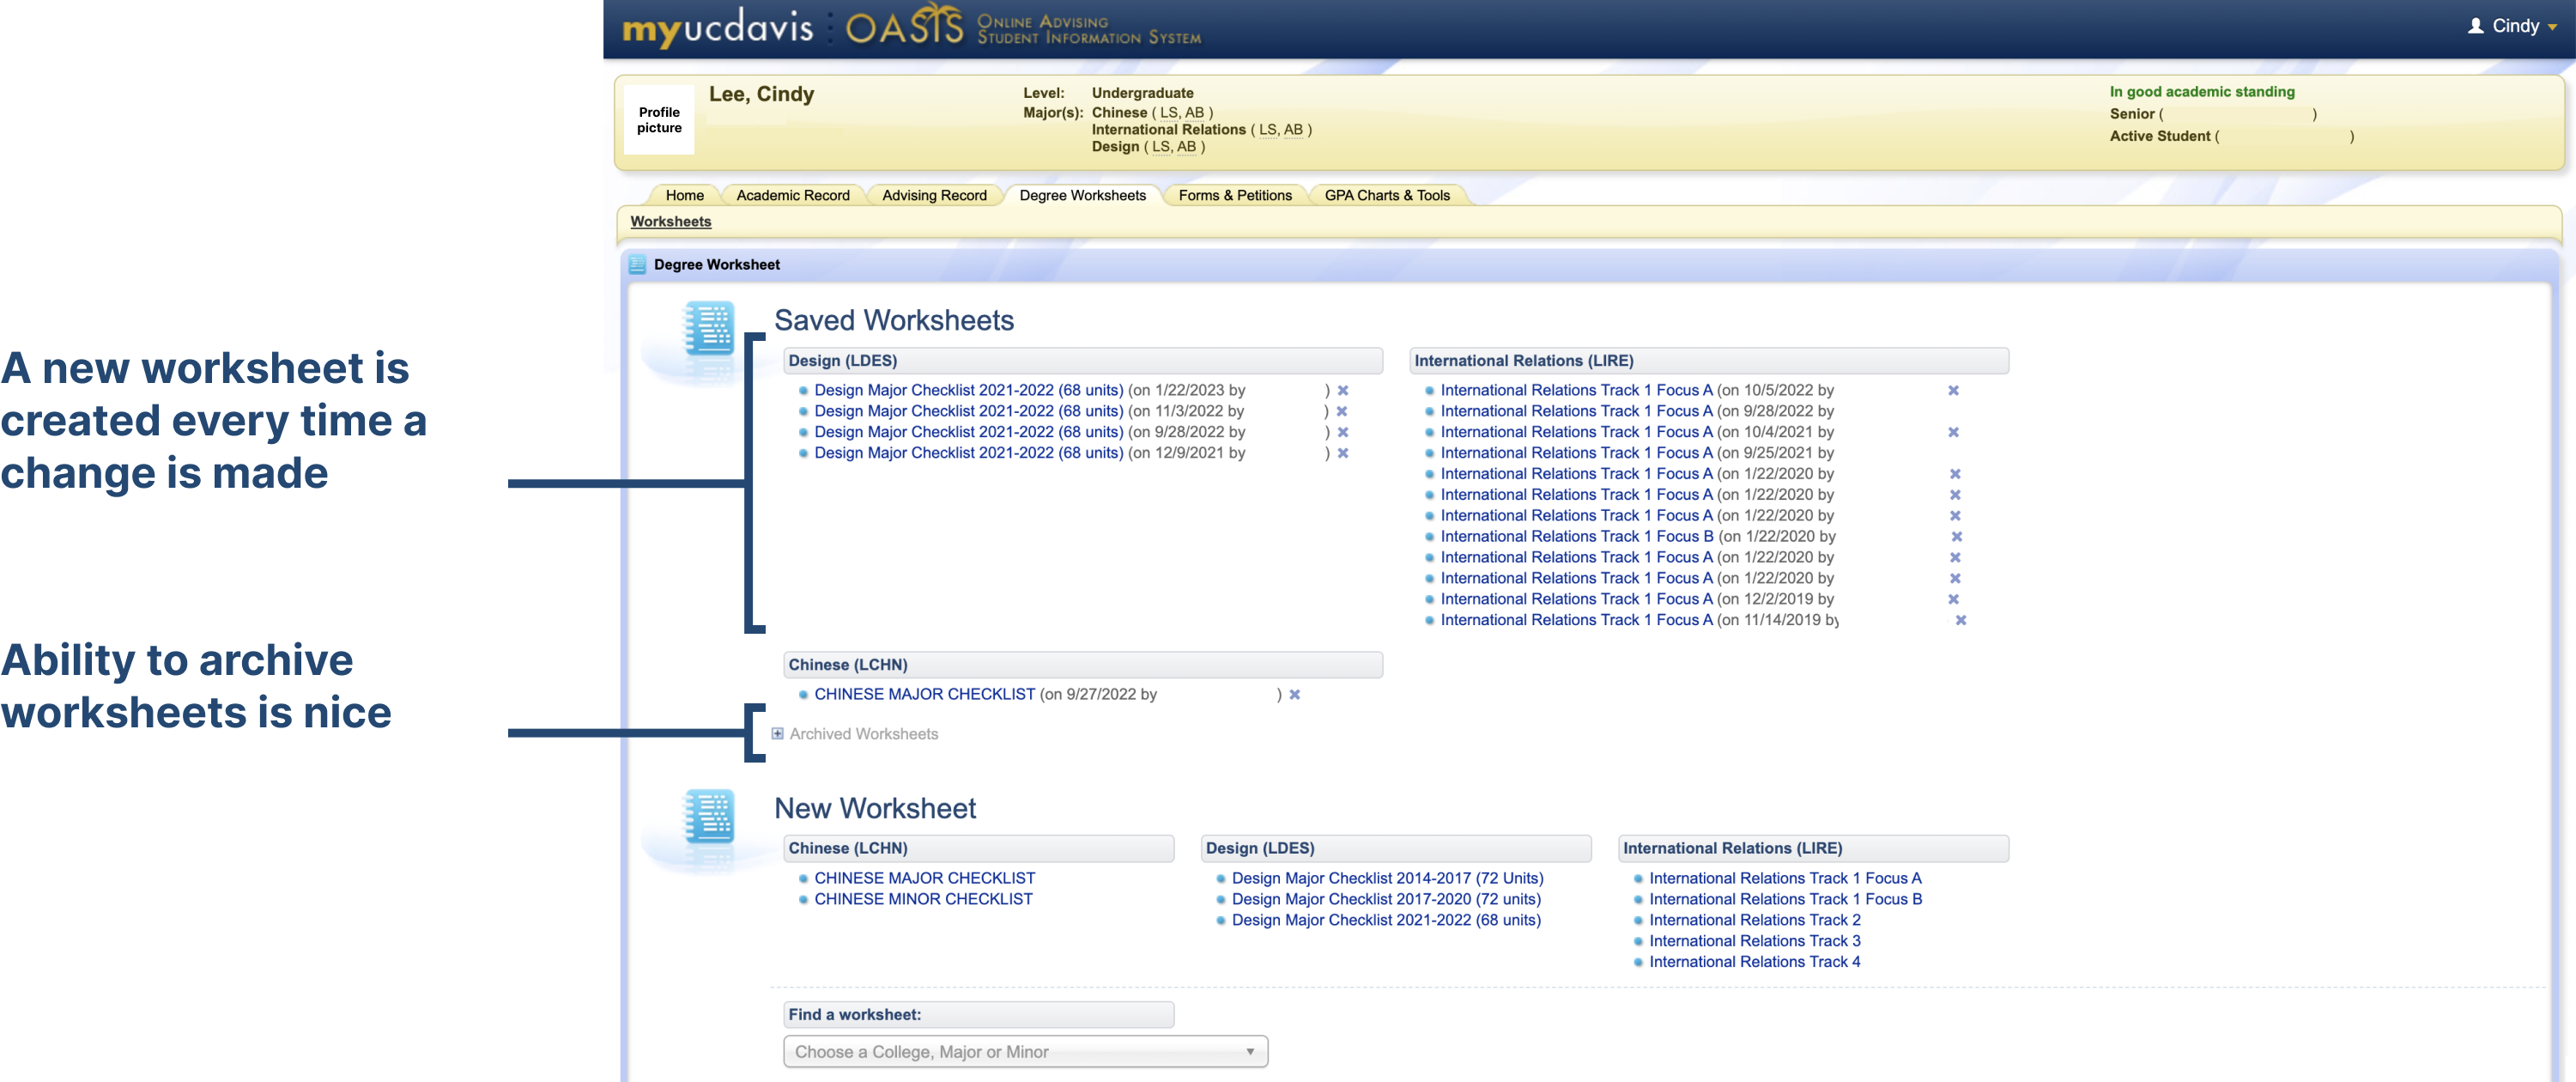 myucdavis OASIS ONLINE ADVISING
STUDENT INFORMATION SYSTEM
Cindy
Profile
picture
Lee, Cindy
Level: Undergraduate
Major(s): Chinese ( LS, AB )
International Relations ( LS, AB )
Design ( LS, AB )
In good academic standing
Senior ( )
Active Student ( )
Home Academic Record Advising Record Degree Worksheets Forms & Petitions GPA Charts & Tools
Worksheets
Degree Worksheet
A new worksheet is
created every time a
change is made
Ability to archive
worksheets is nice
Saved Worksheets
Design (LDES)
Design Major Checklist 2021-2022 (68 units) (on 1/22/2023 by )
Design Major Checklist 2021-2022 (68 units) (on 11/3/2022 by )
Design Major Checklist 2021-2022 (68 units) (on 9/28/2022 by )
Design Major Checklist 2021-2022 (68 units) (on 12/9/2021 by )
International Relations (LIRE)
International Relations Track 1 Focus A (on 10/5/2022 by
International Relations Track 1 Focus A (on 9/28/2022 by
International Relations Track 1 Focus A (on 10/4/2021 by
International Relations Track 1 Focus A (on 9/25/2021 by
International Relations Track 1 Focus A (on 1/22/2020 by
International Relations Track 1 Focus A (on 1/22/2020 by
International Relations Track 1 Focus A (on 1/22/2020 by
International Relations Track 1 Focus B (on 1/22/2020 by
International Relations Track 1 Focus A (on 1/22/2020 by
International Relations Track 1 Focus A (on 1/22/2020 by
International Relations Track 1 Focus A (on 12/2/2019 by
International Relations Track 1 Focus A (on 11/14/2019 by
Chinese (LCHN)
CHINESE MAJOR CHECKLIST (on 9/27/2022 by )
Archived Worksheets
New Worksheet
Chinese (LCHN)
CHINESE MAJOR CHECKLIST
CHINESE MINOR CHECKLIST
Design (LDES)
Design Major Checklist 2014-2017 (72 Units)
Design Major Checklist 2017-2020 (72 units)
Design Major Checklist 2021-2022 (68 units)
International Relations (LIRE)
International Relations Track 1 Focus A
International Relations Track 1 Focus B
International Relations Track 2
International Relations Track 3
International Relations Track 4
Find a worksheet:
Choose a College, Major or Minor